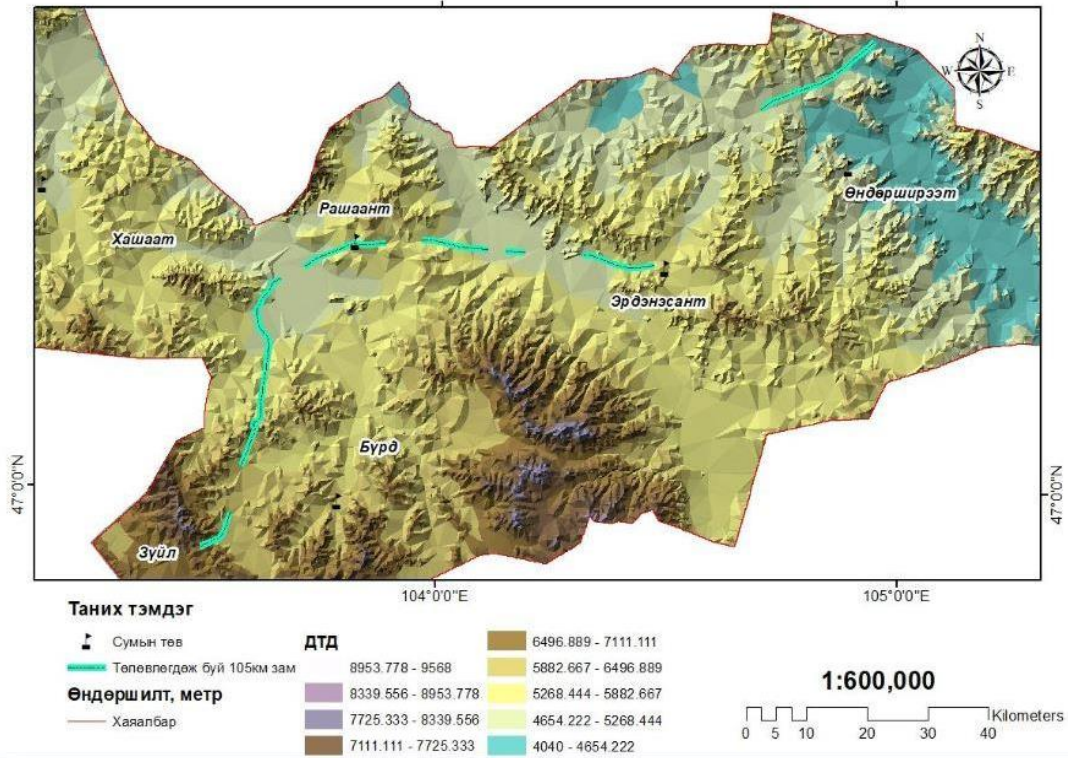 N
W E
S
Өндөрширээт
Рашаант
Хашаат
Эрдэнэсант
Бүрд
Зүйл
47°0'0"N
47°0'0"N
104°0'0"E
105°0'0"E
Таних тэмдэг
Сумын төв
Төлөвлөгдөж буй 105км зам
Өндөршилт, метр
Хаяалбар
ДТД
8953.778 - 9568
8339.556 - 8953.778
7725.333 - 8339.556
7111.111 - 7725.333
6496.889 - 7111.111
5882.667 - 6496.889
5268.444 - 5882.667
4654.222 - 5268.444
4040 - 4654.222
1:600,000
Kilometers
0 5 10 20 30 40